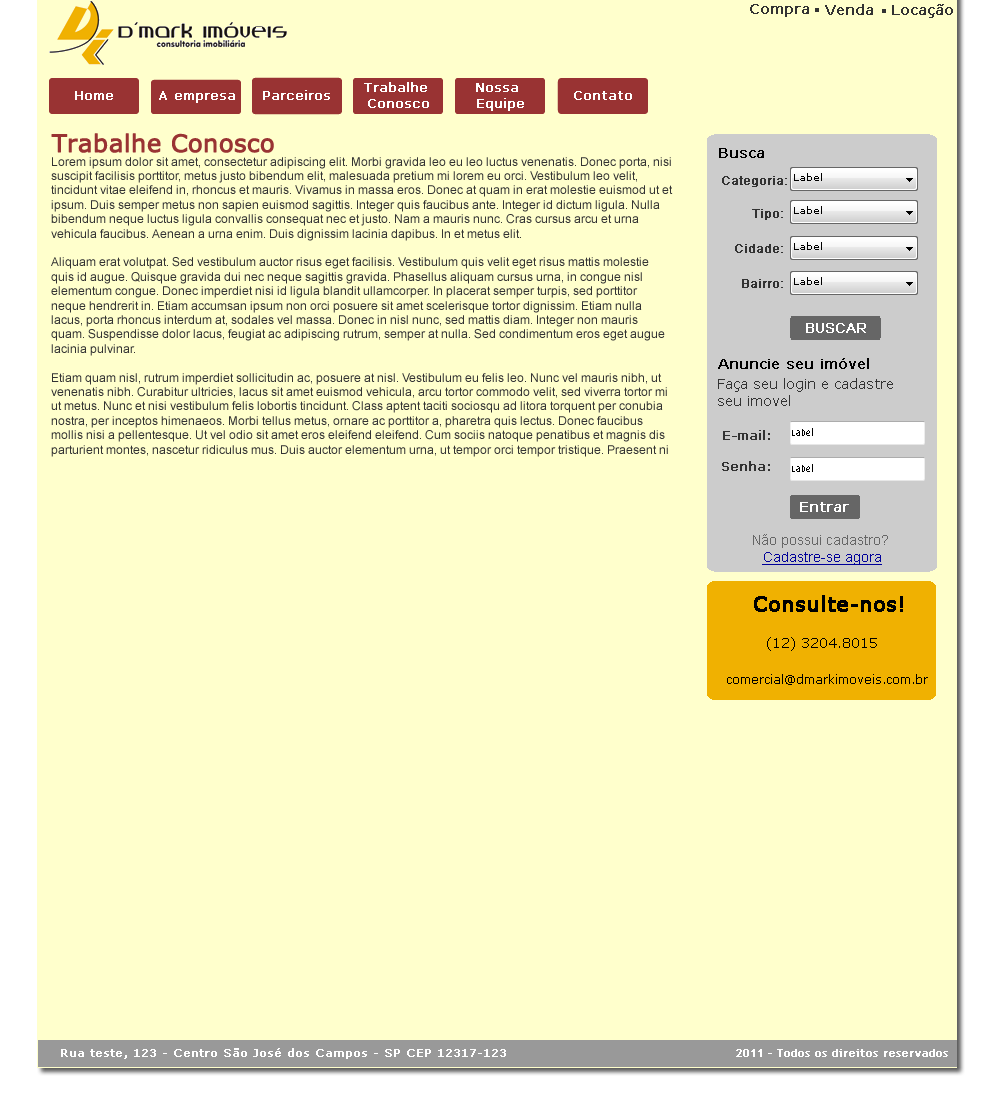 Compra ▪ Venda ▪ Locação
D'mark imóveis
consultoria imobiliária
Home
A empresa
Parceiros
Trabalhe
Conosco
Nossa
Equipe
Contato
Trabalhe Conosco
Lorem ipsum dolor sit amet, consectetur adipiscing elit. Morbi gravida leo eu leo luctus venenatis. Donec porta, nisi
suscipit facilisis porttitor, metus justo bibendum elit, malesuada pretium mi lorem eu orci. Vestibulum leo velit,
tincidunt vitae eleifend in, rhoncus et mauris. Vivamus in massa eros. Donec at quam in erat molestie euismod ut et
ipsum. Duis semper metus non sapien euismod sagittis. Integer quis faucibus ante. Integer id dictum ligula. Nulla
bibendum neque luctus ligula convallis consequat nec et justo. Nam a mauris nunc. Cras cursus arcu et urna
vehicula faucibus. Aenean a urna enim. Duis dignissim lacinia dapibus. In et metus elit.
Aliquam erat volutpat. Sed vestibulum auctor risus eget facilisis. Vestibulum quis velit eget risus mattis molestie
quis id augue. Quisque gravida dui nec neque sagittis gravida. Phasellus aliquam cursus urna, in congue nisl
elementum congue. Donec imperdiet nisi id ligula blandit ullamcorper. In placerat semper turpis, sed porttitor
neque hendrerit in. Etiam accumsan ipsum non orci posuere sit amet scelerisque tortor dignissim. Etiam nulla
lacus, porta rhoncus interdum at, sodales vel massa. Donec in nisl nunc, sed mattis diam. Integer non mauris
quam. Suspendisse dolor lacus, feugiat ac adipiscing rutrum, semper at nulla. Sed condimentum eros eget augue
lacinia pulvinar.
Etiam quam nisl, rutrum imperdiet sollicitudin ac, posuere at nisl. Vestibulum eu felis leo. Nunc vel mauris nibh, ut
venenatis nibh. Curabitur ultricies, lacus sit amet euismod vehicula, arcu tortor commodo velit, sed viverra tortor mi
ut metus. Nunc et nisi vestibulum felis lobortis tincidunt. Class aptent taciti sociosqu ad litora torquent per conubia
nostra, per inceptos himenaeos. Morbi tellus metus, ornare ac porttitor a, pharetra quis lectus. Donec faucibus
mollis nisi a pellentesque. Ut vel odio sit amet eros eleifend eleifend. Cum sociis natoque penatibus et magnis dis
parturient montes, nascetur ridiculus mus. Duis auctor elementum urna, ut tempor orci tempor tristique. Praesent ni
Busca
Categoria: Label
Tipo: Label
Cidade: Label
Bairro: Label
BUSCAR
Anuncie seu imóvel
Faça seu login e cadastre
seu imovel
E-mail: Label
Senha: Label
Entrar
Não possui cadastro?
Cadastre-se agora
Consulte-nos!
(12) 3204.8015
comercial@dmarkimoveis.com.br
Rua teste, 123 - Centro São José dos Campos - SP CEP 12317-123
2011 - Todos os direitos reservados